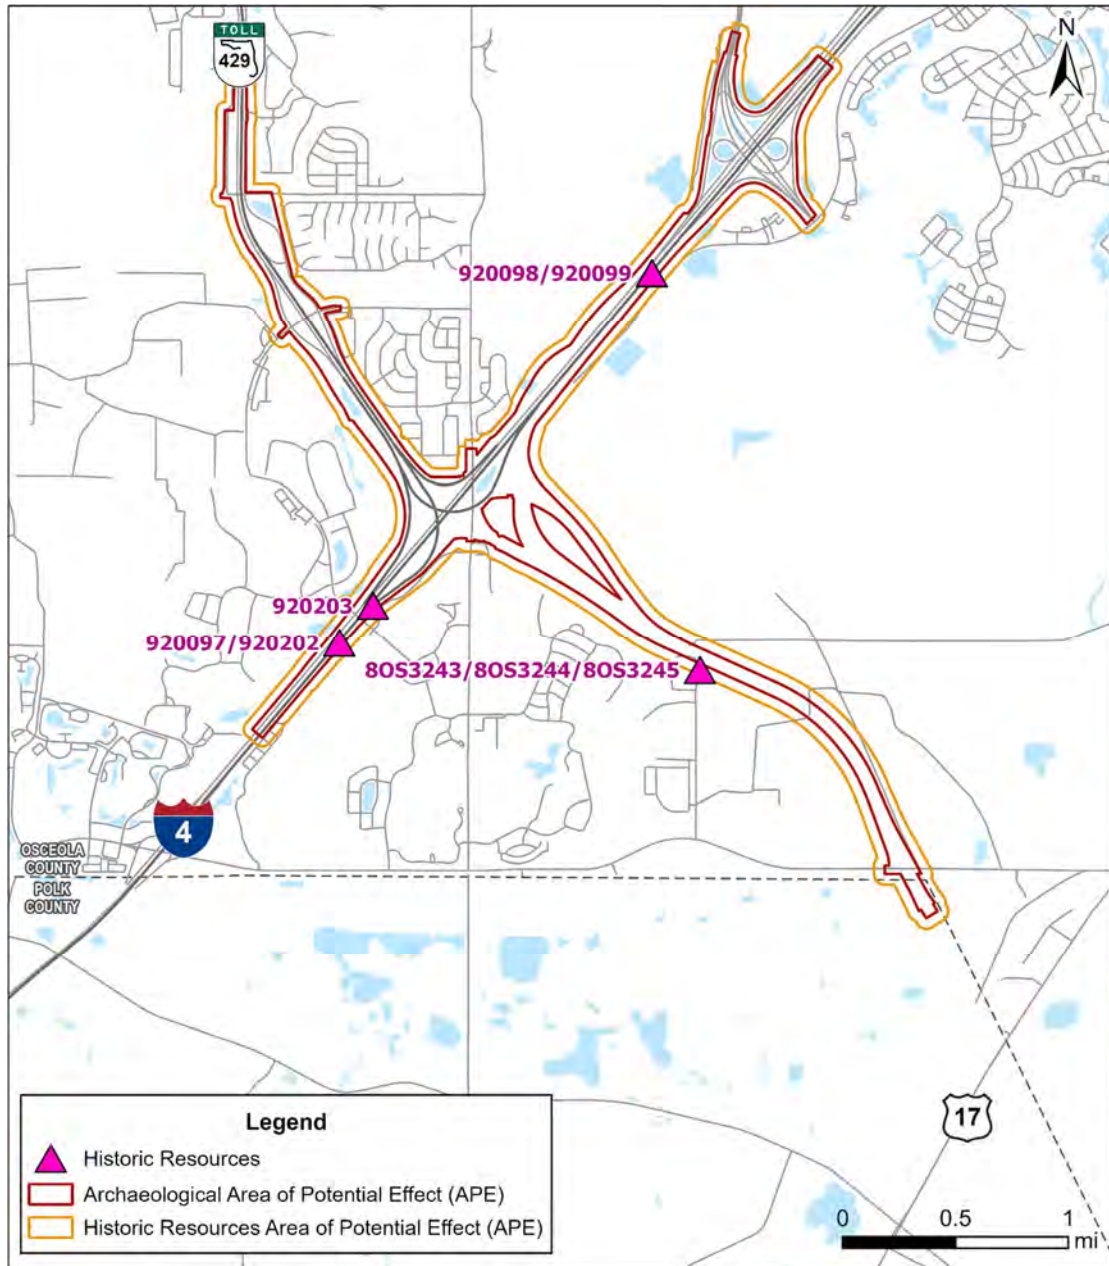 TOLL
429
N
920098/920099
920203
920097/920202
8OS3243/8OS3244/8OS3245
4
OSCEOLA
COUNTY
POLK
COUNTY
17
Legend
Historic Resources
Archaeological Area of Potential Effect (APE)
Historic Resources Area of Potential Effect (APE)
0 0.5 1
mi